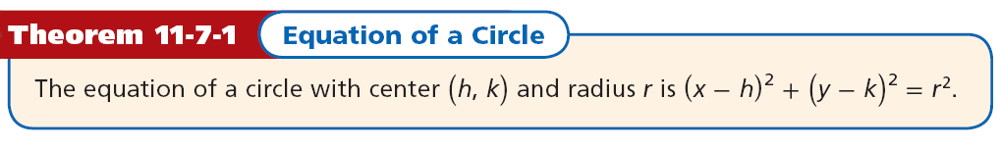 Theorem 11-7-1 Equation of a Circle
The equation of a circle with center (h, k) and radius r is (x – h)² + (y – k)² = r².